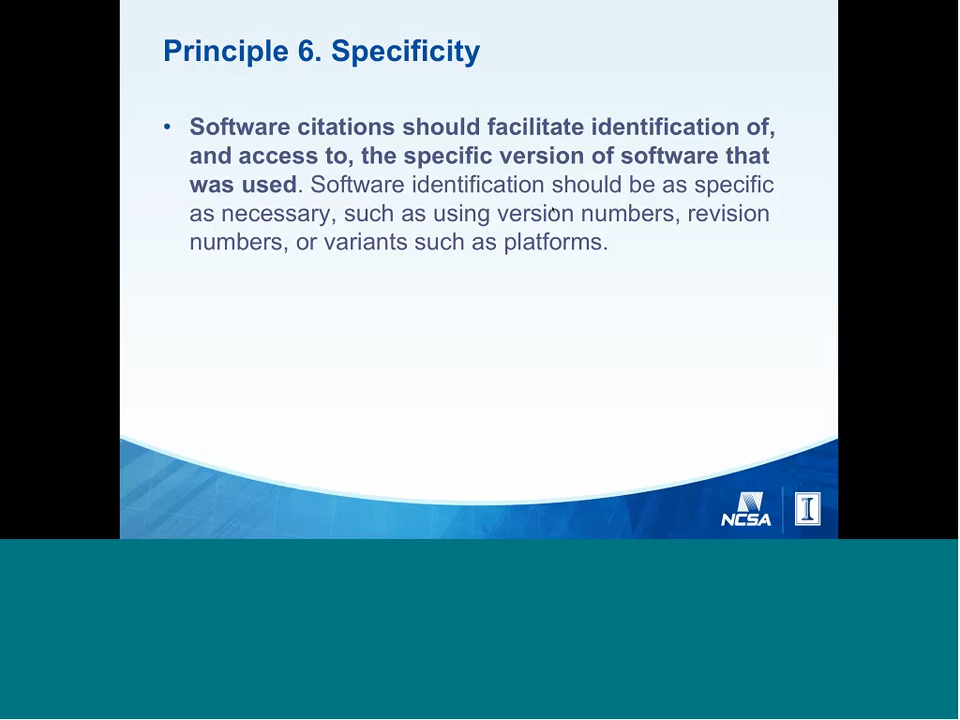 Principle 6. Specificity
• Software citations should facilitate identification of,
and access to, the specific version of software that
was used. Software identification should be as specific
as necessary, such as using version numbers, revision
numbers, or variants such as platforms.
NCSA
I